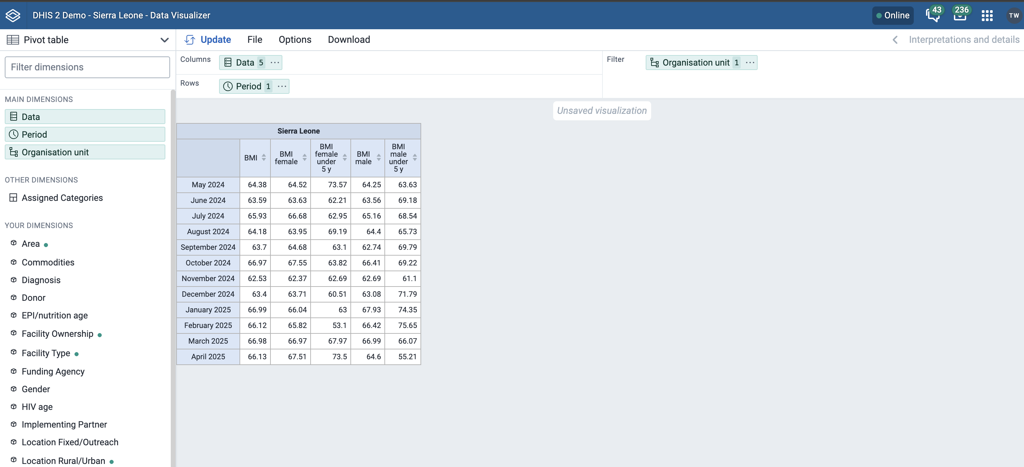 DHIS 2 Demo - Sierra Leone - Data Visualizer
Online
43
236
TW
Pivot table
Update File Options Download
Interpretations and details
Filter dimensions
Columns
Data 5 ...
Filter
Organisation unit 1 ...
Rows
Period 1 ...
MAIN DIMENSIONS
Data
Period
Organisation unit
OTHER DIMENSIONS
Assigned Categories
YOUR DIMENSIONS
Area
Commodities
Diagnosis
Donor
EPI/nutrition age
Facility Ownership
Facility Type
Funding Agency
Gender
HIV age
Implementing Partner
Location Fixed/Outreach
Location Rural/Urban
Unsaved visualization
Sierra Leone
BMI
BMI
female
BMI
female
under
5 y
BMI
male
BMI
male
under
5 y
May 2024 64.38 64.52 73.57 64.25 63.63
June 2024 63.59 63.63 62.21 63.56 69.18
July 2024 65.93 66.68 62.95 65.16 68.54
August 2024 64.18 63.95 69.19 64.4 65.73
September 2024 63.7 64.68 63.1 62.74 69.79
October 2024 66.97 67.55 63.82 66.41 69.22
November 2024 62.53 62.37 62.69 62.69 61.1
December 2024 63.4 63.71 60.51 63.08 71.79
January 2025 66.99 66.04 63 67.93 74.35
February 2025 66.12 65.82 53.1 66.42 75.65
March 2025 66.98 66.97 67.97 66.99 66.07
April 2025 66.13 67.51 73.5 64.6 55.21